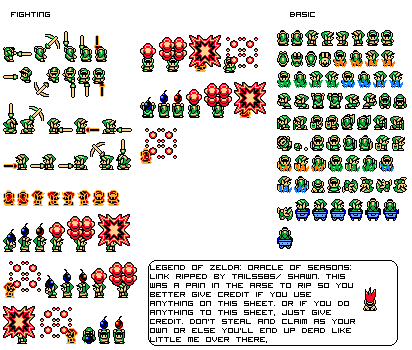 FIGHTING
BASIC
LEGEND OF ZELDA: ORACLE OF SEASONS:
LINK RIPPED BY TAILSSBS/ SHAWN. THIS
WAS A PAIN IN THE ARSE TO RIP SO YOU
BETTER GIVE CREDIT IF YOU USE
ANYTHING ON THIS SHEET. OR IF YOU DO
ANYTHING TO THIS SHEET, JUST GIVE
CREDIT. DON'T STEAL AND CLAIM AS YOUR
OWN OR ELSE YOU'LL END UP DEAD LIKE
LITTLE ME OVER THERE,